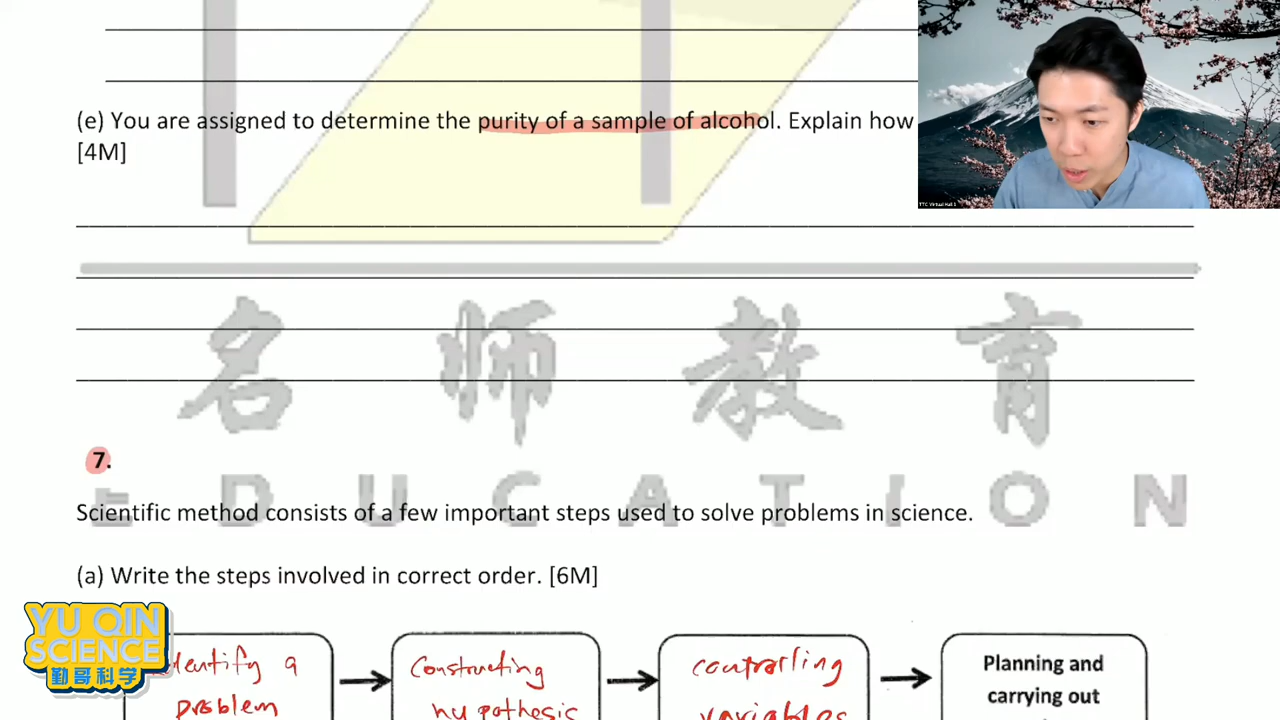 (e) You are assigned to determine the purity of a sample of alcohol. Explain how
[4M]
名 师 教 育
E D U C A T I O N
7.
Scientific method consists of a few important steps used to solve problems in science.
(a) Write the steps involved in correct order. [6M]
YU QIN
SCIENCE
勤哥科学
Identify a
problem
Constructing
hypothesis
controlling
variables
Planning and
carrying out